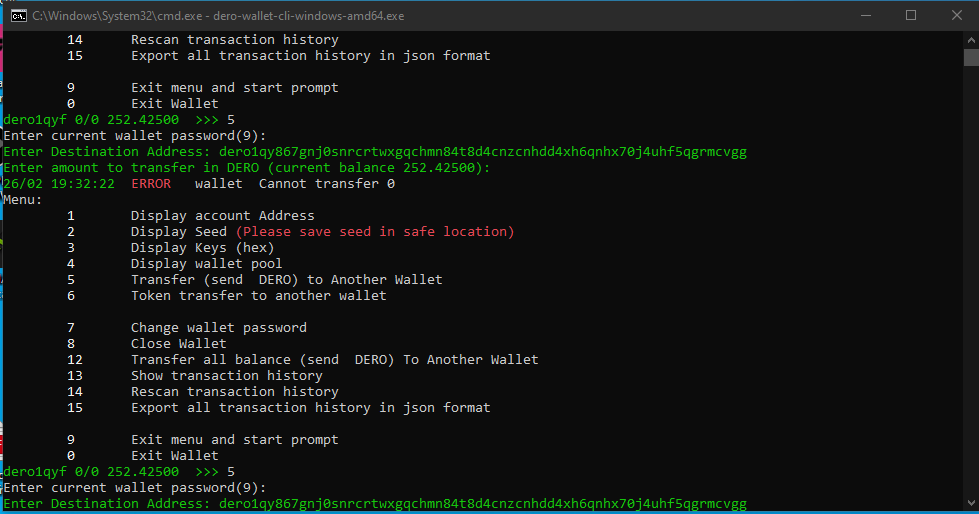 C:\Windows\System32\cmd.exe - dero-wallet-cli-windows-amd64.exe
14 Rescan transaction history
15 Export all transaction history in json format
9 Exit menu and start prompt
0 Exit Wallet
dero1qyf 0/0 252.42500 >>> 5
Enter current wallet password(9):
Enter Destination Address: dero1qy867gnj0snrcrtwxgqchmn84t8d4cnzcnhdd4xh6qnhx70j4uhf5qgrmcvgg
Enter amount to transfer in DERO (current balance 252.42500):
26/02 19:32:22 ERROR wallet Cannot transfer 0
Menu:
1 Display account Address
2 Display Seed (Please save seed in safe location)
3 Display Keys (hex)
4 Display wallet pool
5 Transfer (send DERO) to Another Wallet
6 Token transfer to another wallet
7 Change wallet password
8 Close Wallet
12 Transfer all balance (send DERO) To Another Wallet
13 Show transaction history
14 Rescan transaction history
15 Export all transaction history in json format
9 Exit menu and start prompt
0 Exit Wallet
dero1qyf 0/0 252.42500 >>> 5
Enter current wallet password(9):
Enter Destination Address: dero1qy867gnj0snrcrtwxgqchmn84t8d4cnzcnhdd4xh6qnhx70j4uhf5qgrmcvgg